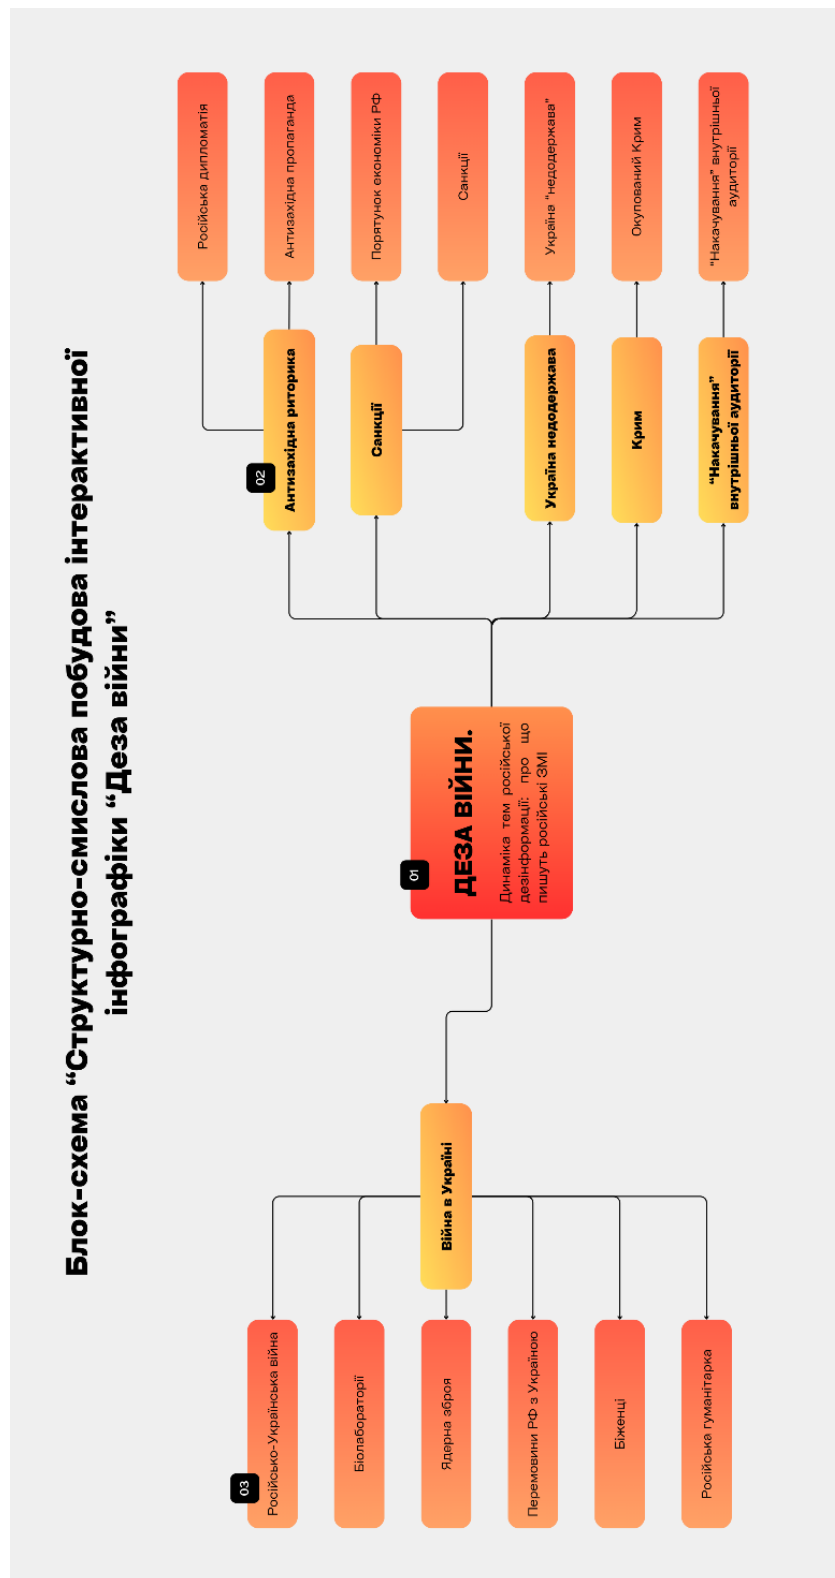 Блок-схема “Структурно-смислова побудова інтерактивної
інфографіки “Деза війни”
03
Російсько-Українська війна
Біолабораторії
Ядерна зброя
Перемовини РФ з Україною
Біженці
Російська гуманітарка
Війна в Україні
01
ДЕЗА ВІЙНИ.
Динаміка тем російської
дезінформації: про що
пишуть російські ЗМІ
02
Антизахідна риторика
Санкції
Україна недодержава
Крим
“Накачування”
внутрішньої аудиторії
Російська дипломатія
Антизахідна пропаганда
Порятунок економіки РФ
Санкції
Україна “недодержава”
Окупований Крим
“Накачування” внутрішньої
аудиторії